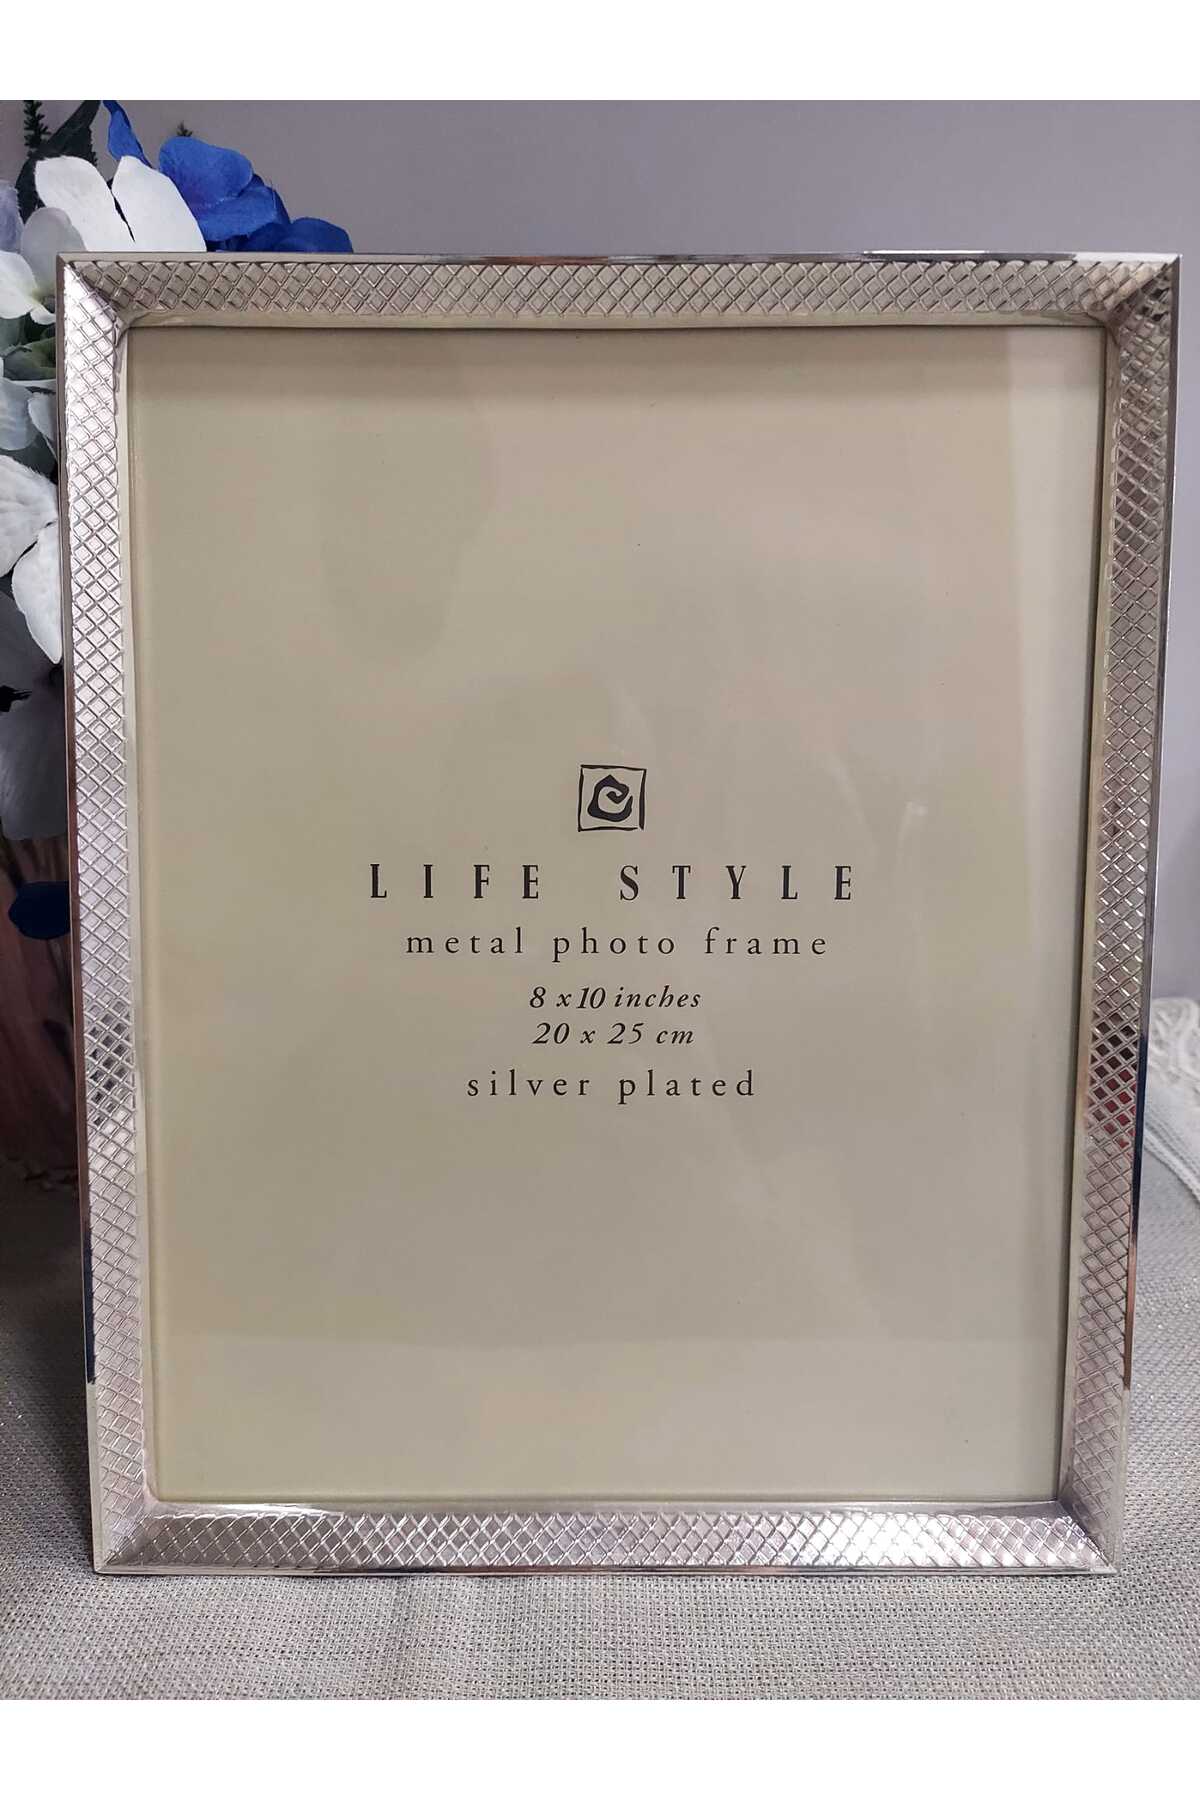 LIFE STYLE
metal photo frame
8 x 10 inches
20 x 25 cm
silver plated